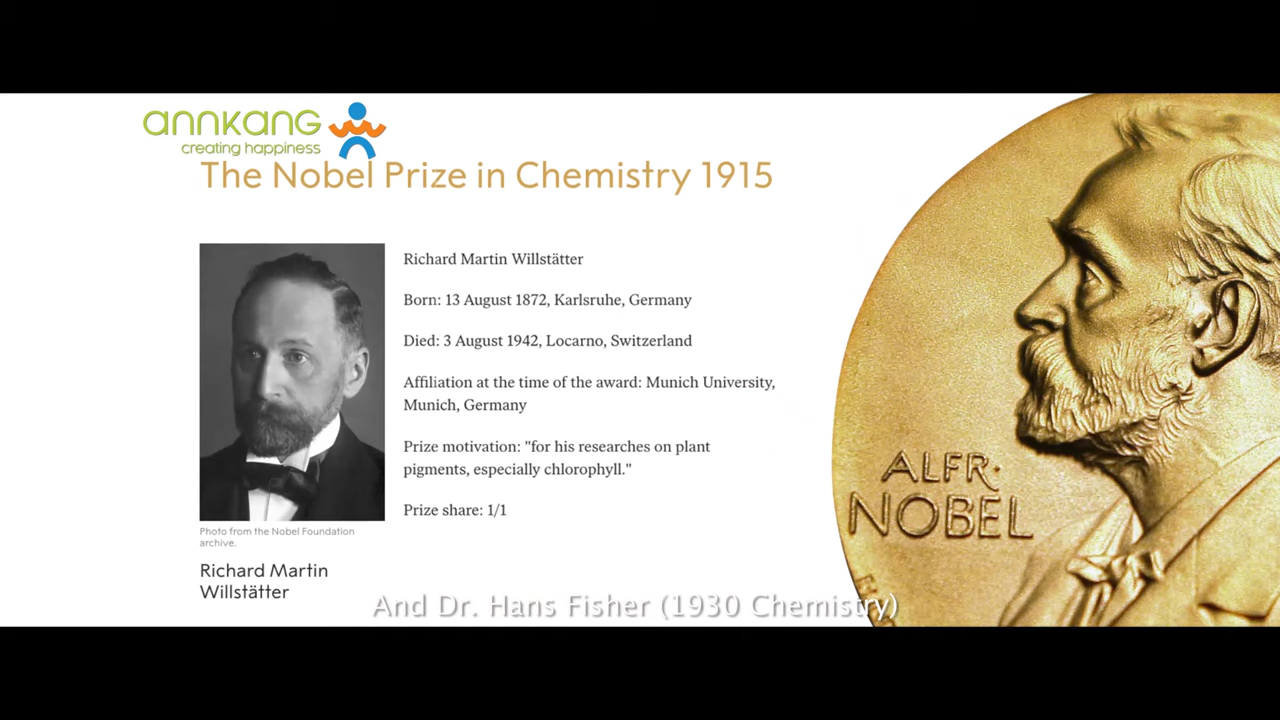 annkang
creating happiness
The Nobel Prize in Chemistry 1915
Richard Martin Willstätter
Born: 13 August 1872, Karlsruhe, Germany
Died: 3 August 1942, Locarno, Switzerland
Affiliation at the time of the award: Munich University,
Munich, Germany
Prize motivation: "for his researches on plant
pigments, especially chlorophyll."
Prize share: 1/1
Photo from the Nobel Foundation
archive.
Richard Martin
Willstätter
ALFR·
NOBEL
And Dr. Hans Fisher (1930 Chemistry)